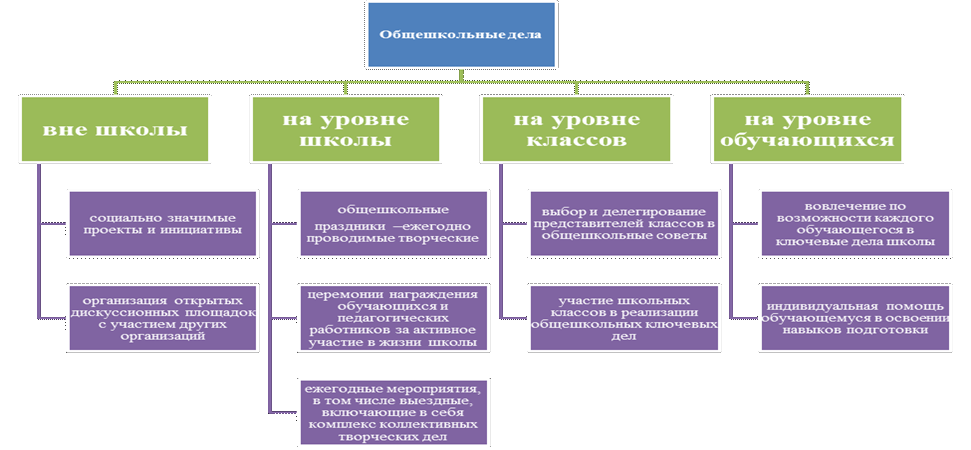 Общешкольные дела
вне школы
на уровне
школы
на уровне
классов
на уровне
обучающихся
социально значимые
проекты и инициативы
организация открытых
дискуссионных площадок
с участием других
организаций
общешкольные
праздники –ежегодно
проводимые творческие
церемонии награждения
обучающихся и
педагогических
работников за активное
участие в жизни школы
ежегодные мероприятия,
в том числе выездные,
включающие в себя
комплекс коллективных
творческих дел
выбор и делегирование
представителей классов в
общешкольные советы
участие школьных
классов в реализации
общешкольных ключевых
дел
вовлечение по
возможности каждого
обучающегося в
ключевые дела школы
индивидуальная помощь
обучающемуся в освоении
навыков подготовки